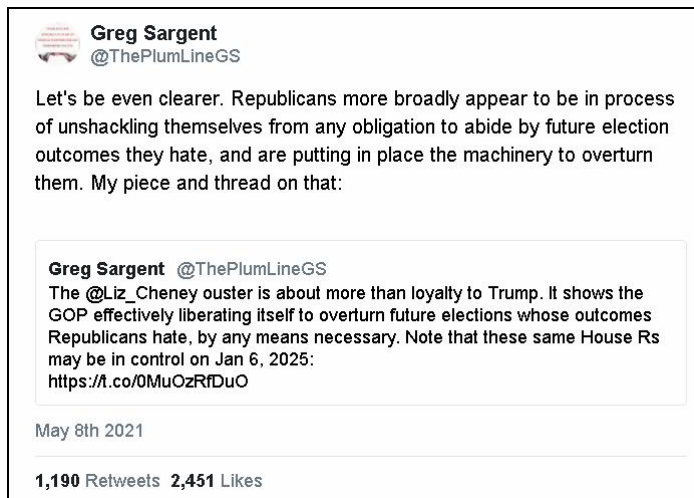 Greg Sargent
@ThePlumLineGS
Let's be even clearer. Republicans more broadly appear to be in process
of unshackling themselves from any obligation to abide by future election
outcomes they hate, and are putting in place the machinery to overturn
them. My piece and thread on that:
Greg Sargent @ThePlumLineGS
The @Liz_Cheney ouster is about more than loyalty to Trump. It shows the
GOP effectively liberating itself to overturn future elections whose outcomes
Republicans hate, by any means necessary. Note that these same House Rs
may be in control on Jan 6, 2025:
https://t.co/0MuOzRfDuO
May 8th 2021
1,190 Retweets 2,451 Likes